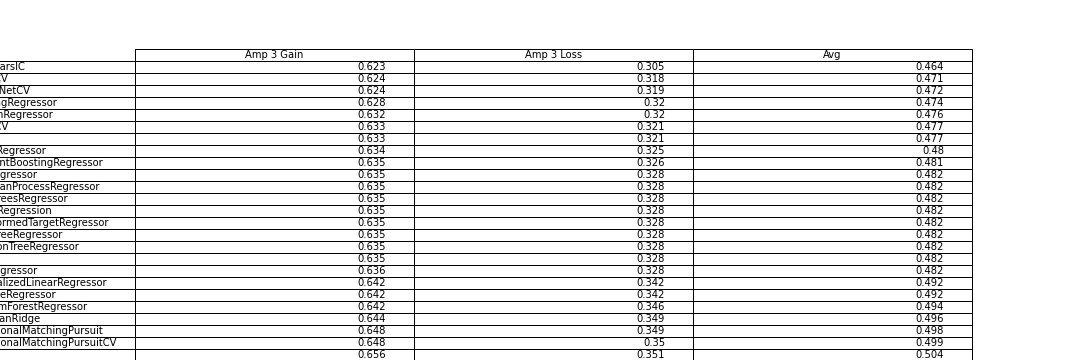 Amp 3 Gain Amp 3 Loss Avg
arsIC 0.623 0.305 0.464
CV 0.624 0.318 0.471
NetCV 0.624 0.319 0.472
gRegressor 0.628 0.32 0.474
nRegressor 0.632 0.32 0.476
CV 0.633 0.321 0.477
0.633 0.321 0.477
Regressor 0.634 0.325 0.48
ntBoostingRegressor 0.635 0.326 0.481
gressor 0.635 0.328 0.482
anProcessRegressor 0.635 0.328 0.482
reesRegressor 0.635 0.328 0.482
Regression 0.635 0.328 0.482
ormedTargetRegressor 0.635 0.328 0.482
reeRegressor 0.635 0.328 0.482
onTreeRegressor 0.635 0.328 0.482
0.635 0.328 0.482
gressor 0.636 0.328 0.482
alizedLinearRegressor 0.642 0.342 0.492
eRegressor 0.642 0.342 0.492
mForestRegressor 0.642 0.346 0.494
anRidge 0.644 0.349 0.496
onalMatchingPursuit 0.648 0.349 0.498
onalMatchingPursuitCV 0.648 0.35 0.499
0.656 0.351 0.504